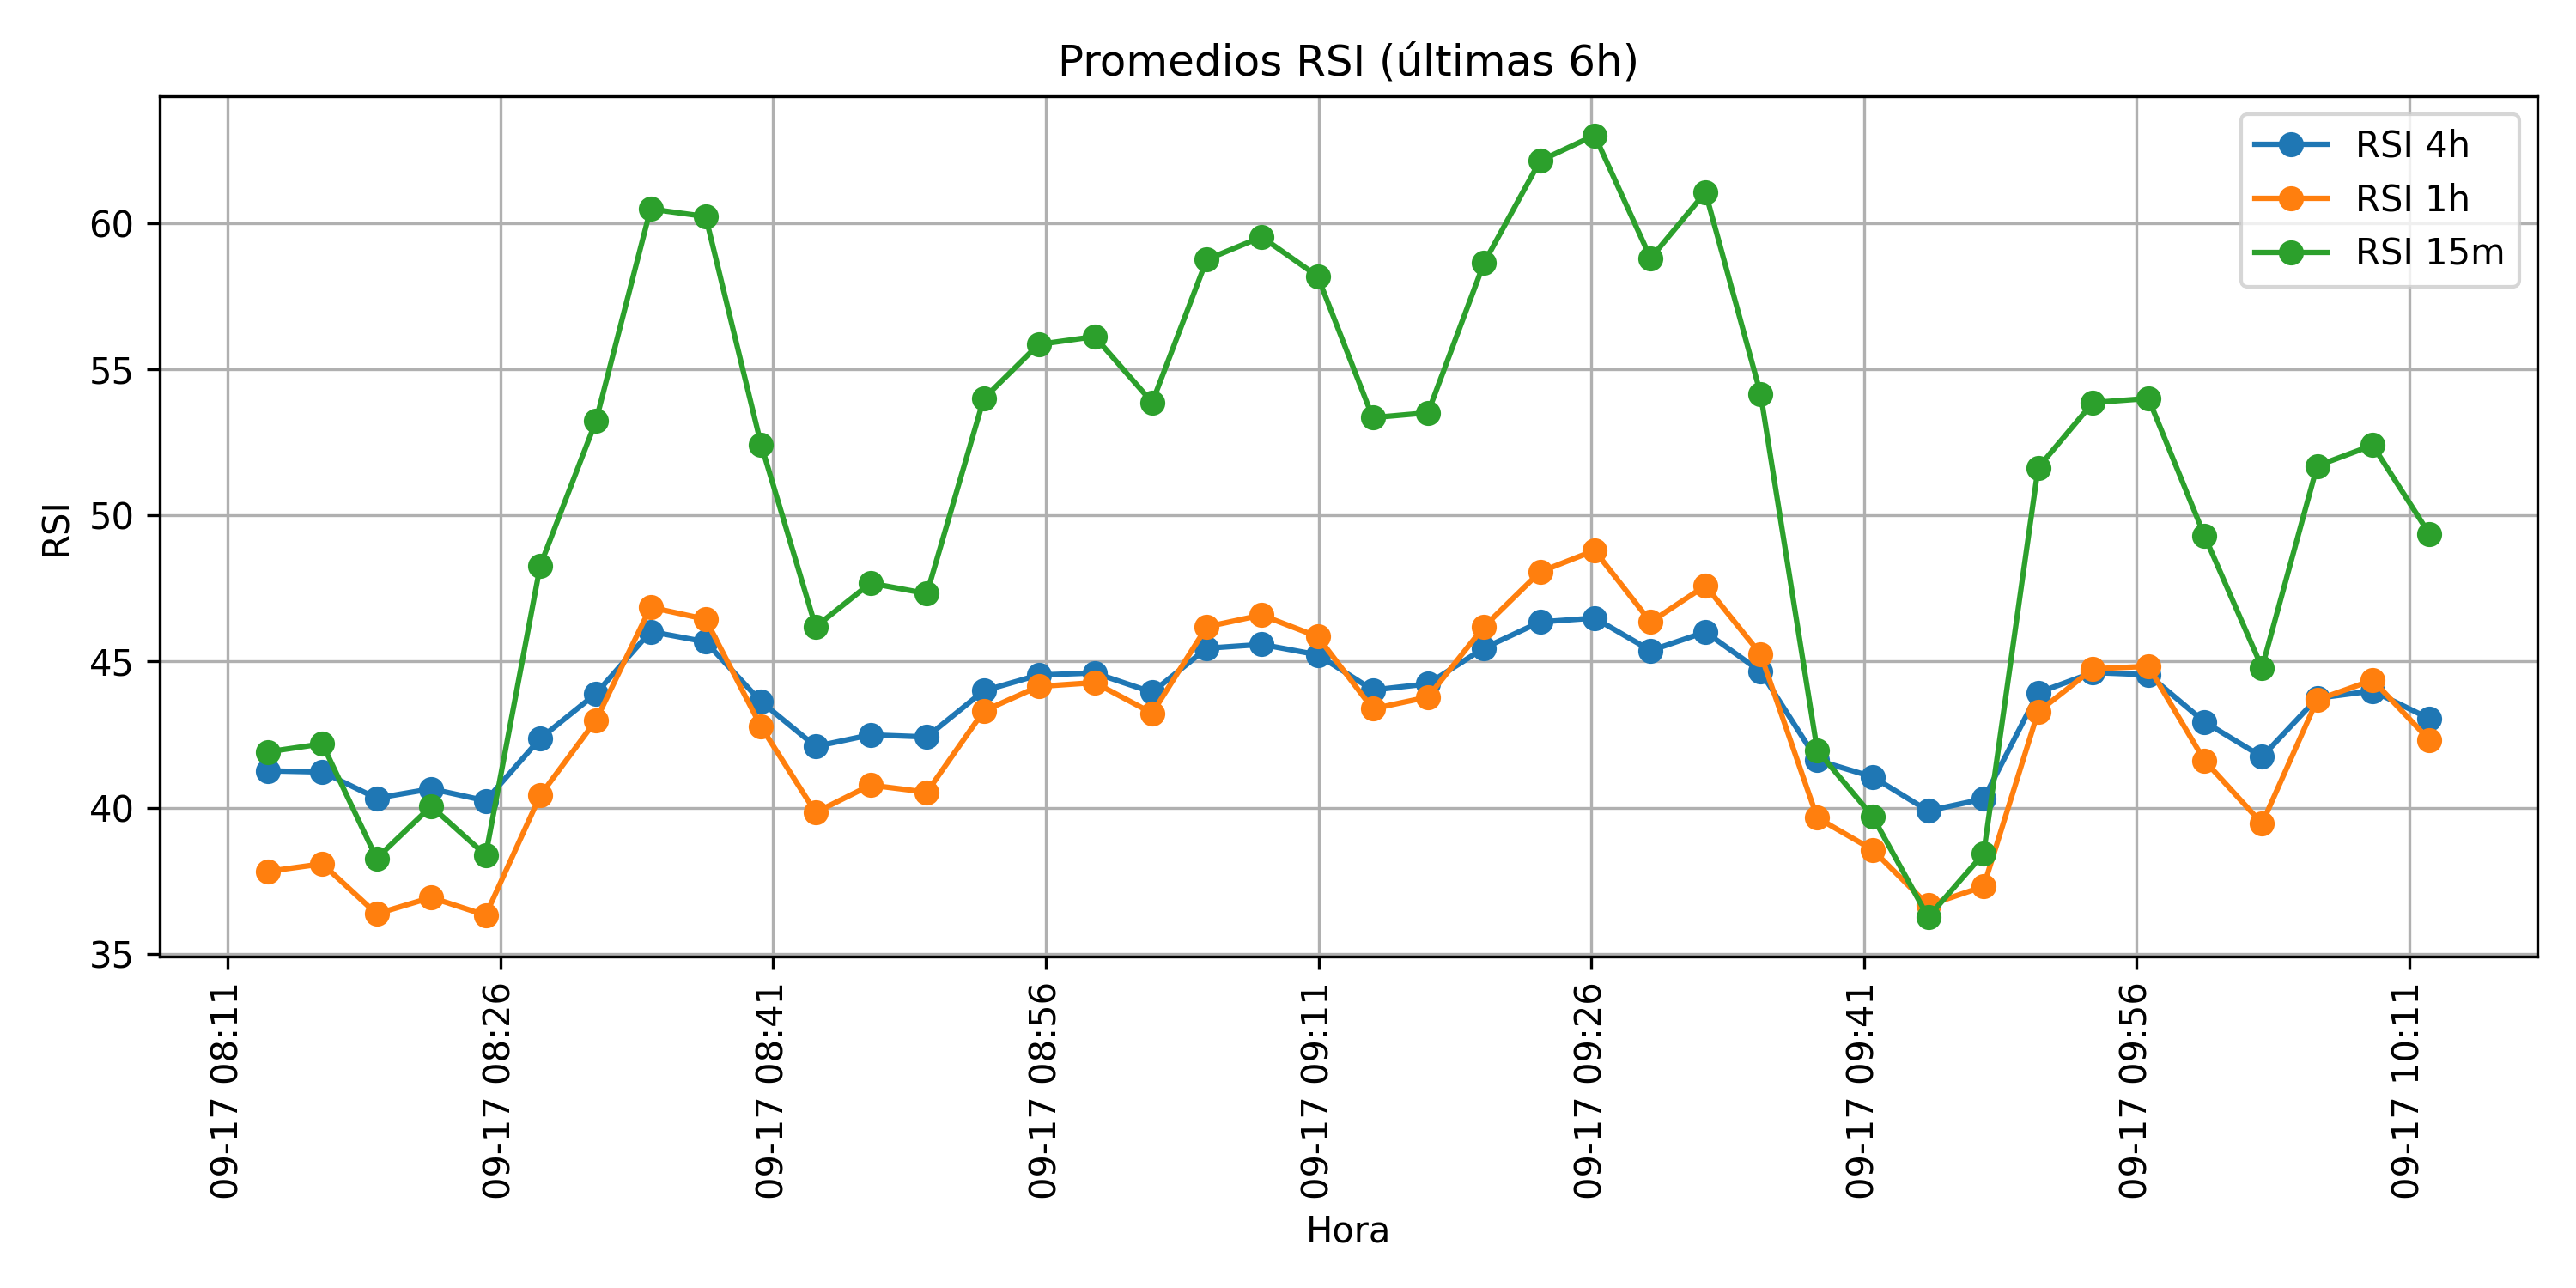 Promedios RSI (últimas 6h)
RSI 4h
RSI 1h
RSI 15m
RSI
60
55
50
45
40
35
09-17 08:11
09-17 08:26
09-17 08:41
09-17 08:56
09-17 09:11
09-17 09:26
09-17 09:41
09-17 09:56
09-17 10:11
Hora